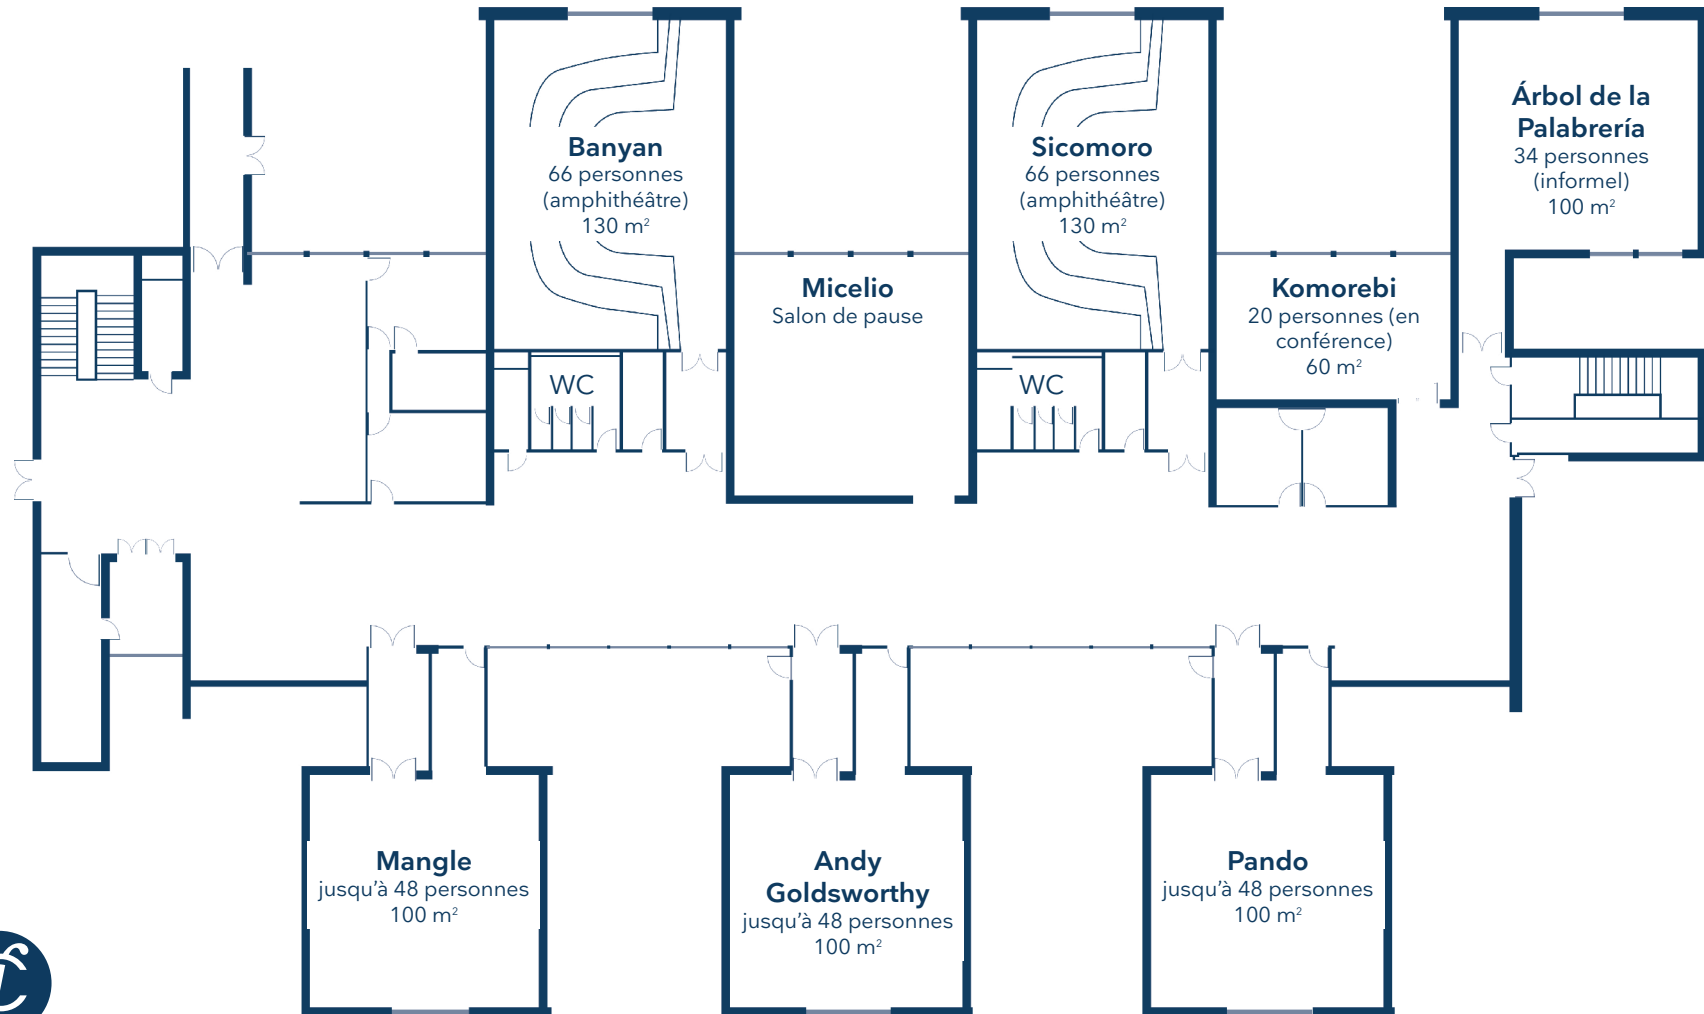 Banyan
66 personnes
(amphithéâtre)
130 m²
Sicomoro
66 personnes
(amphithéâtre)
130 m²
Árbol de la
Palabrería
34 personnes
(informel)
100 m²
Micelio
Salon de pause
Komorebi
20 personnes (en
conférence)
60 m²
WC
WC
Mangle
jusqu'à 48 personnes
100 m²
Andy
Goldsworthy
jusqu'à 48 personnes
100 m²
Pando
jusqu'à 48 personnes
100 m²